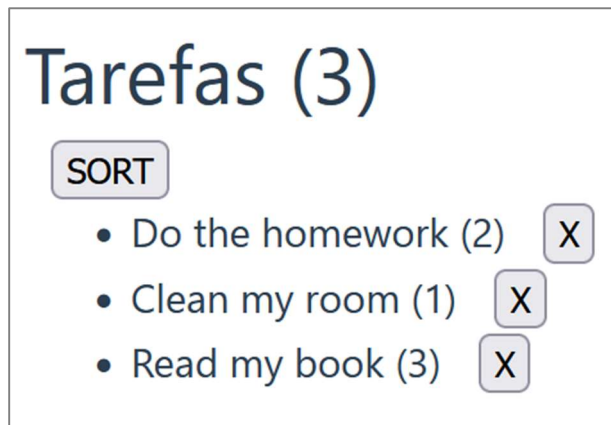 Tarefas (3)
SORT
• Do the homework (2) X
• Clean my room (1) X
• Read my book (3) X